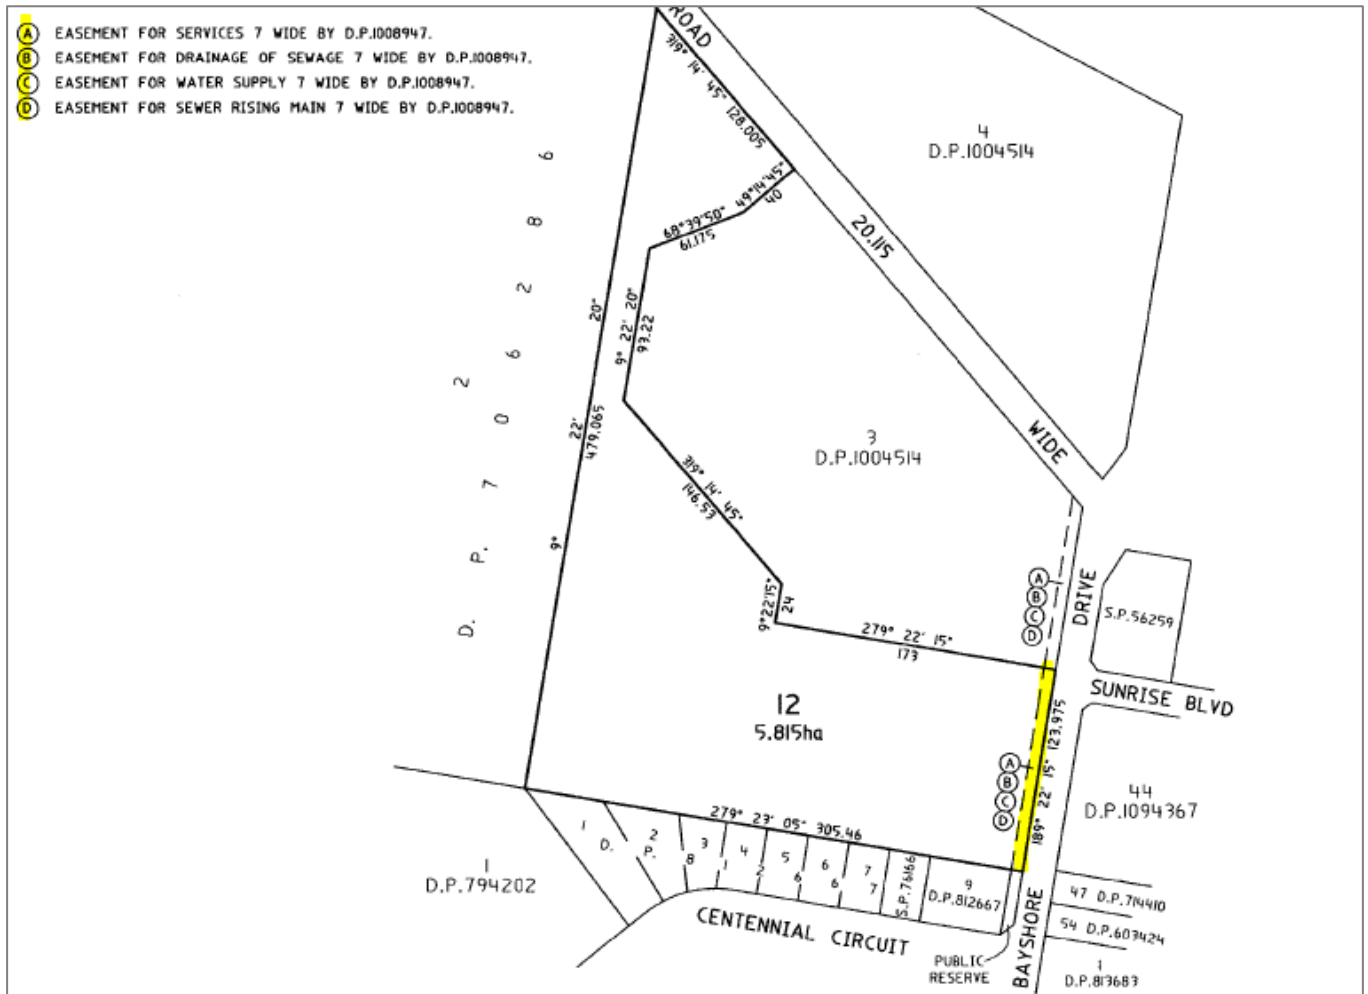 A EASEMENT FOR SERVICES 7 WIDE BY D.P.1008947.
B EASEMENT FOR DRAINAGE OF SEWAGE 7 WIDE BY D.P.1008947.
C EASEMENT FOR WATER SUPPLY 7 WIDE BY D.P.1008947.
D EASEMENT FOR SEWER RISING MAIN 7 WIDE BY D.P.1008947.
ROAD
20.115
WIDE
319° 14' 45"
128.005
49°14'45"
40
68°39'50"
61.175
9° 22' 20"
93.22
9° 22' 20"
479.065
D. P. 7 0 6 2 8 6
2
4
D.P.1004514
3
D.P.1004514
319° 14' 45"
146.53
9°22'15"
24
279° 22' 15"
173
A
B
C
D
DRIVE
S.P.56259
SUNRISE BLVD
12
5.815ha
A
B
C
D
189° 22' 15" 123.975
44
D.P.1094367
279° 23' 05" 305.46
1
2
3
4
5
6
7
D. P. 8 1 2 6 6 7
S.P.76166
9
D.P.812667
1
D.P.794202
CENTENNIAL CIRCUIT
PUBLIC
RESERVE
BAYSHORE
47 D.P.714410
54 D.P.603424
1
D.P.813683